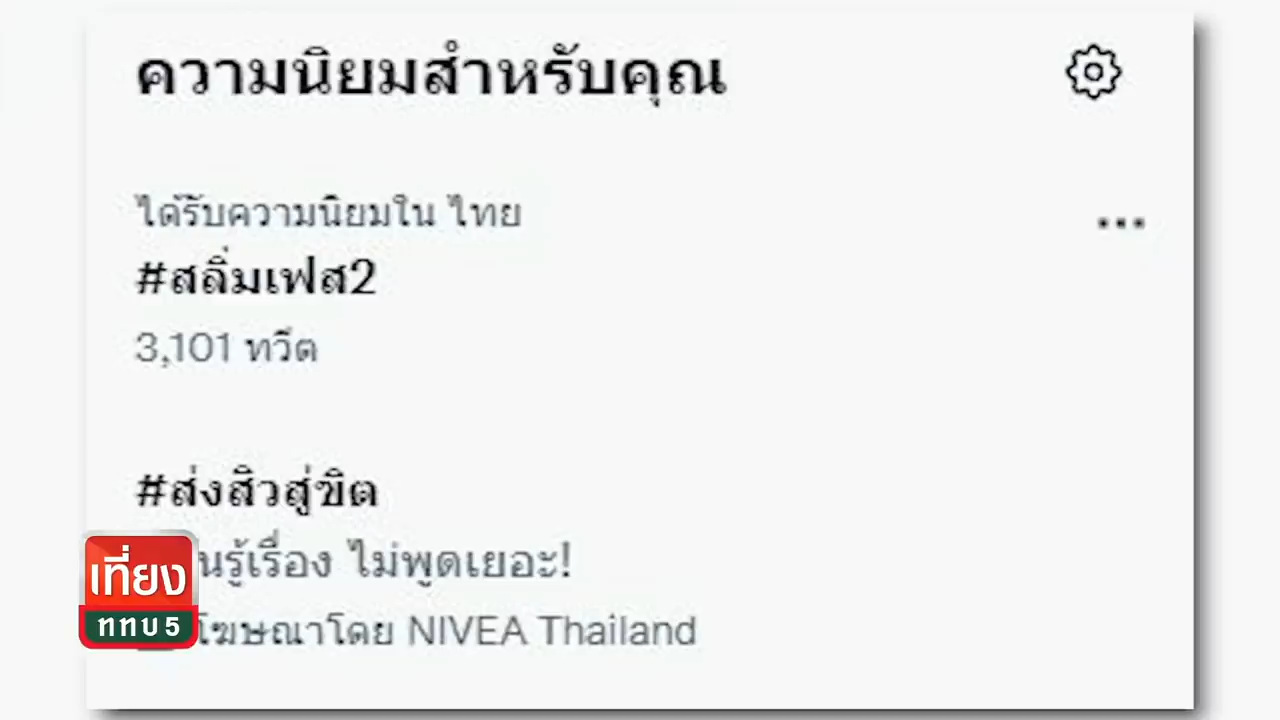 ความนิยมสำหรับคุณ
ได้รับความนิยมใน ไทย
#สลิ่มเฟส2
3,101 ทวีต
#ส่งสิวสู่ขิต
รู้เรื่อง ไม่พูดเยอะ!
โฆษณาโดย NIVEA Thailand
เที่ยง
ททบ5